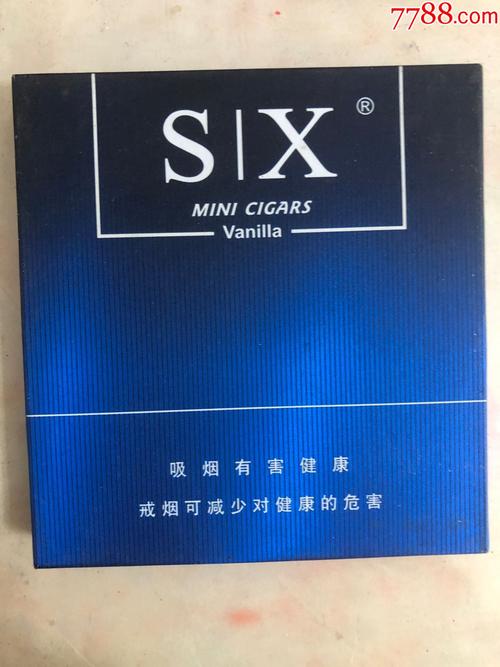 7788.com
S|X®
MINI CIGARS
Vanilla
吸烟有害健康
戒烟可减少对健康的危害